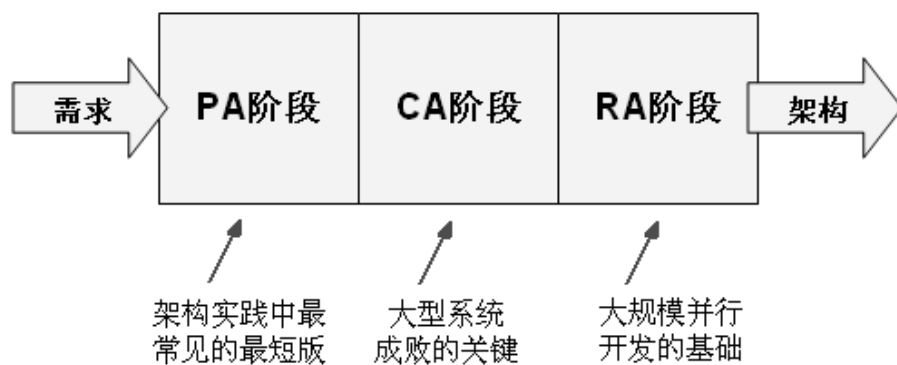 需求
PA阶段
CA阶段
RA阶段
架构
架构实践中最
常见的最短版
大型系统
成败的关键
大规模并行
开发的基础